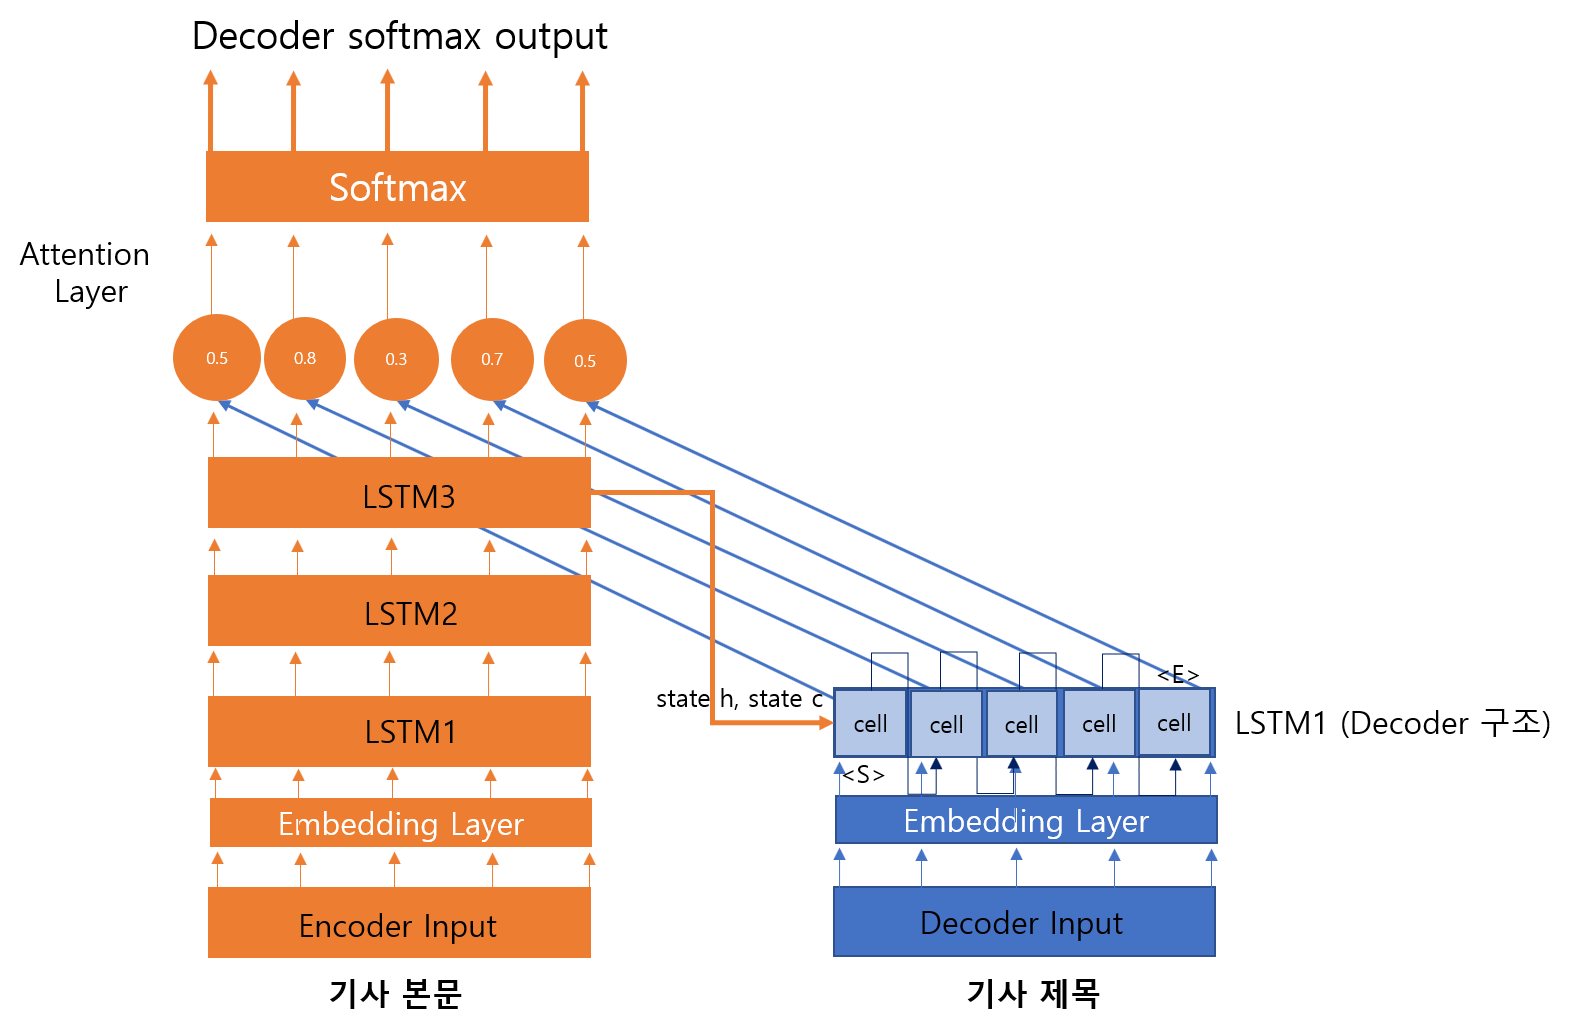 Decoder softmax output
Softmax
Attention
Layer
0.5
0.8
0.3
0.7
0.5
LSTM3
LSTM2
LSTM1
Embedding Layer
Encoder Input
기사 본문
state h, state c
<E>
cell
cell
cell
cell
cell
LSTM1 (Decoder 구조)
<S>
Embedding Layer
Decoder Input
기사 제목